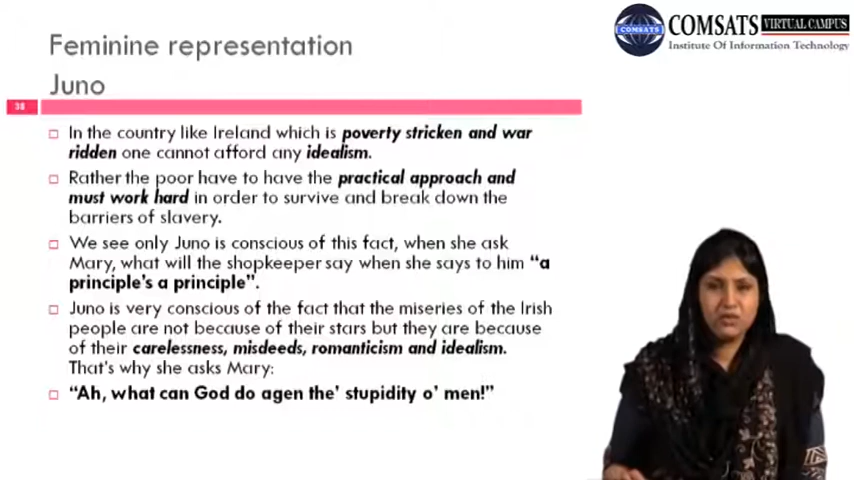 Feminine representation
Juno
COMSATS VIRTUAL CAMPUS
COMSATS
Institute Of Information Technology
38
In the country like Ireland which is poverty stricken and war
ridden one cannot afford any idealism.
Rather the poor have to have the practical approach and
must work hard in order to survive and break down the
barriers of slavery.
We see only Juno is conscious of this fact, when she ask
Mary, what will the shopkeeper say when she says to him "a
principle's a principle".
Juno is very conscious of the fact that the miseries of the Irish
people are not because of their stars but they are because
of their carelessness, misdeeds, romanticism and idealism.
That's why she asks Mary:
"Ah, what can God do agen the' stupidity o' men!"